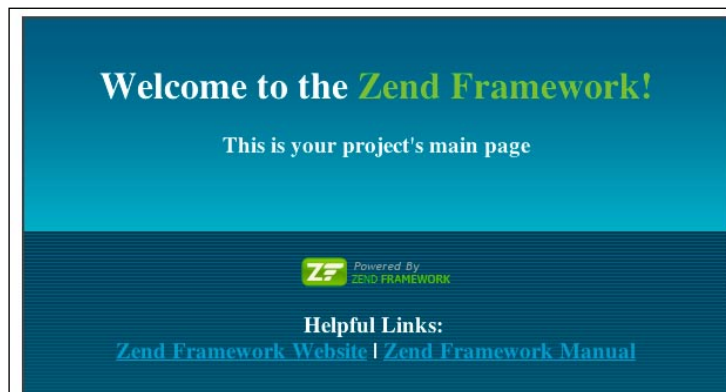 Welcome to the Zend Framework!
This is your project's main page
Powered By
ZEND FRAMEWORK
Helpful Links:
Zend Framework Website | Zend Framework Manual